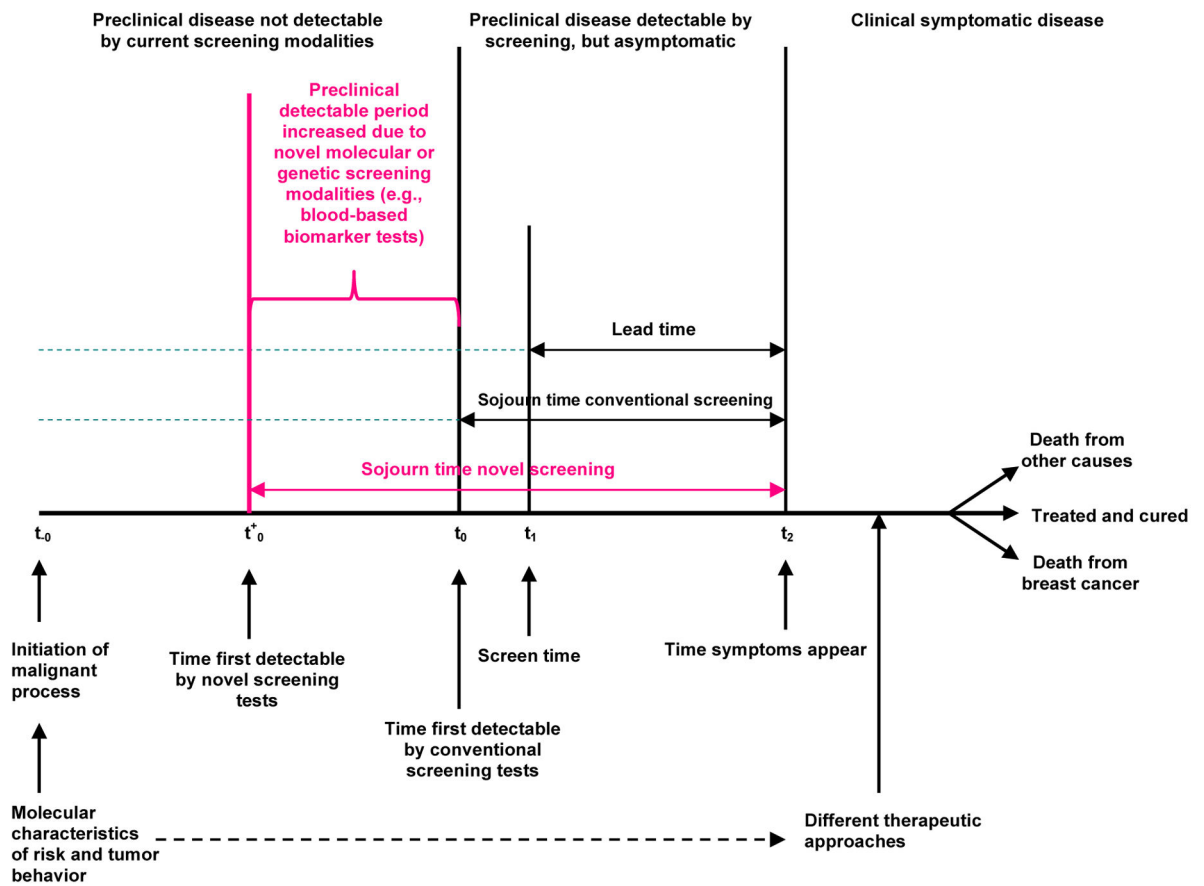 Preclinical disease not detectable
by current screening modalities
Preclinical disease detectable by
screening, but asymptomatic
Clinical symptomatic disease
Preclinical
detectable period
increased due to
novel molecular or
genetic screening
modalities (e.g.,
blood-based
biomarker tests)
Lead time
Sojourn time conventional screening
Sojourn time novel screening
Death from
other causes
Treated and cured
Death from
breast cancer
t-0
t+0
t0
t1
t2
Initiation of
malignant
process
Time first detectable
by novel screening
tests
Screen time
Time symptoms appear
Time first detectable
by conventional
screening tests
Molecular
characteristics
of risk and tumor
behavior
Different therapeutic
approaches